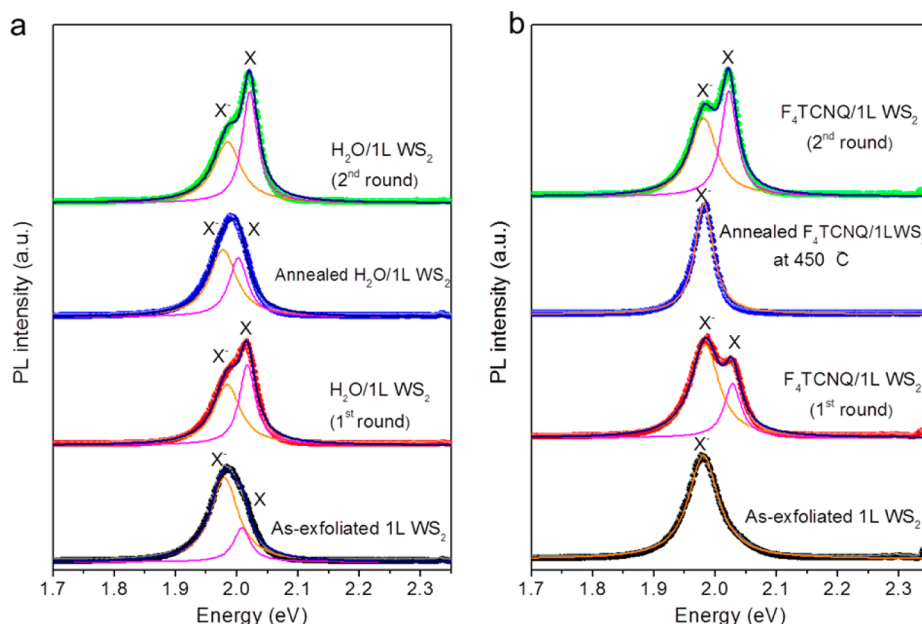 a
PL intensity (a.u.)
X⁻
X
H₂O/1L WS₂
(2ⁿᵈ round)
X⁻
X
Annealed H₂O/1L WS₂
X⁻
X
H₂O/1L WS₂
(1ˢᵗ round)
X⁻
X
As-exfoliated 1L WS₂
1.7 1.8 1.9 2.0 2.1 2.2 2.3
Energy (eV)
b
PL intensity (a.u.)
X⁻
X
F₄TCNQ/1L WS₂
(2ⁿᵈ round)
X⁻
Annealed F₄TCNQ/1LWS₂
at 450 ℃
X⁻
X
F₄TCNQ/1L WS₂
(1ˢᵗ round)
X⁻
As-exfoliated 1L WS₂
1.7 1.8 1.9 2.0 2.1 2.2 2.3
Energy (eV)